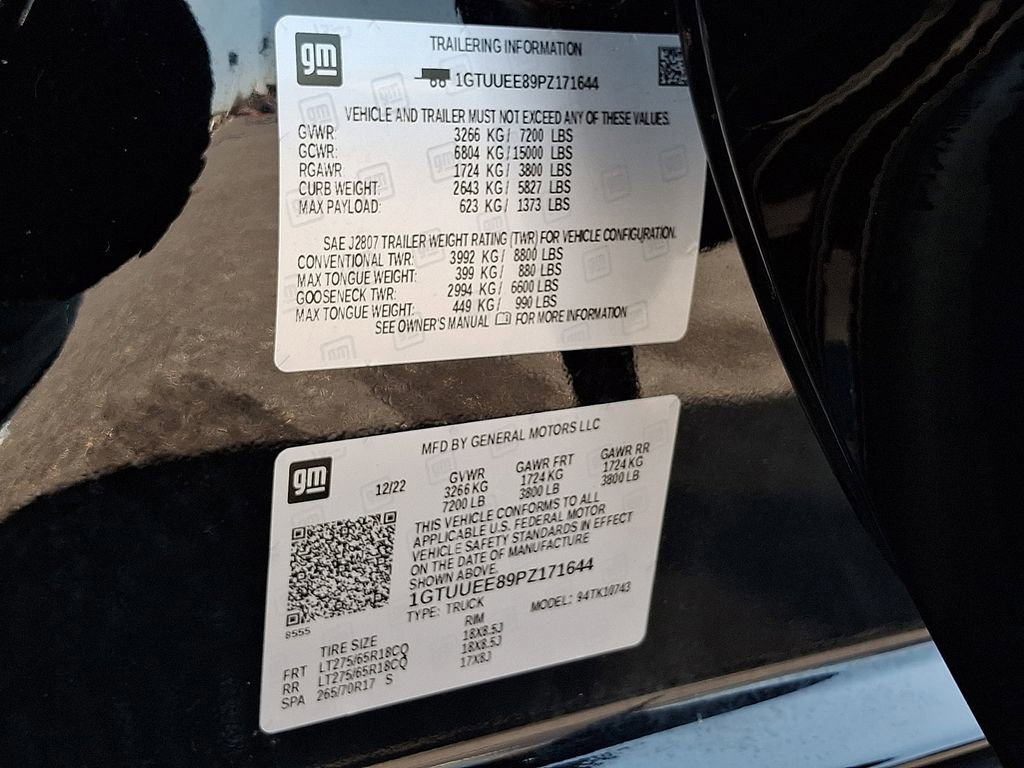 gm
TRAILERING INFORMATION
1GTUUEE89PZ171644
VEHICLE AND TRAILER MUST NOT EXCEED ANY OF THESE VALUES.
GVWR: 3266 KG / 7200 LBS
GCWR: 6804 KG / 15000 LBS
RGAWR: 1724 KG / 3800 LBS
CURB WEIGHT: 2643 KG / 5827 LBS
MAX PAYLOAD: 623 KG / 1373 LBS
SAE J2807 TRAILER WEIGHT RATING (TWR) FOR VEHICLE CONFIGURATION.
CONVENTIONAL TWR: 3992 KG / 8800 LBS
MAX TONGUE WEIGHT: 399 KG / 880 LBS
GOOSENECK TWR: 2994 KG / 6600 LBS
MAX TONGUE WEIGHT: 449 KG / 990 LBS
SEE OWNER'S MANUAL FOR MORE INFORMATION
MFD BY GENERAL MOTORS LLC
gm
12/22
GVWR GAWR FRT GAWR RR
3266 KG 1724 KG 1724 KG
7200 LB 3800 LB 3800 LB
THIS VEHICLE CONFORMS TO ALL
APPLICABLE U.S. FEDERAL MOTOR
VEHICLE SAFETY STANDARDS IN EFFECT
ON THE DATE OF MANUFACTURE
SHOWN ABOVE.
1GTUUEE89PZ171644
TYPE: TRUCK MODEL: 94TK10743
8555
TIRE SIZE RIM
FRT LT275/65R18CQ 18X8.5J
RR LT275/65R18CQ 18X8.5J
SPA 265/70R17 S 17X8J